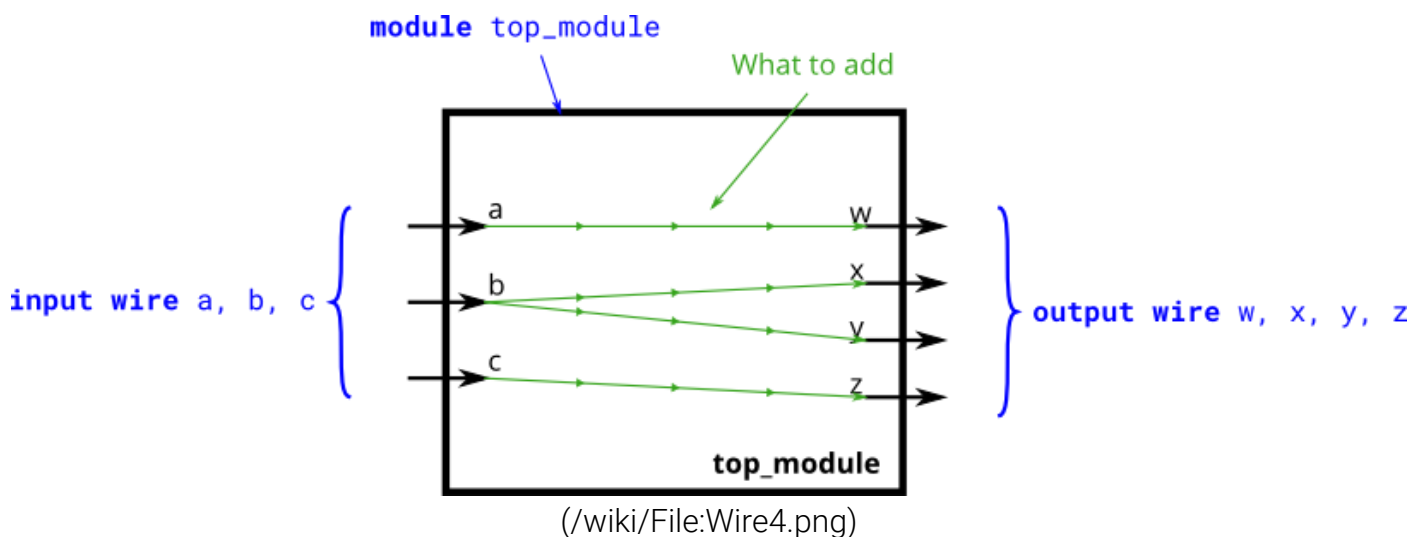 module top_module
What to add
a
w
x
b
input wire a, b, c
output wire w, x, y, z
y
c
z
top_module
(/wiki/File:Wire4.png)